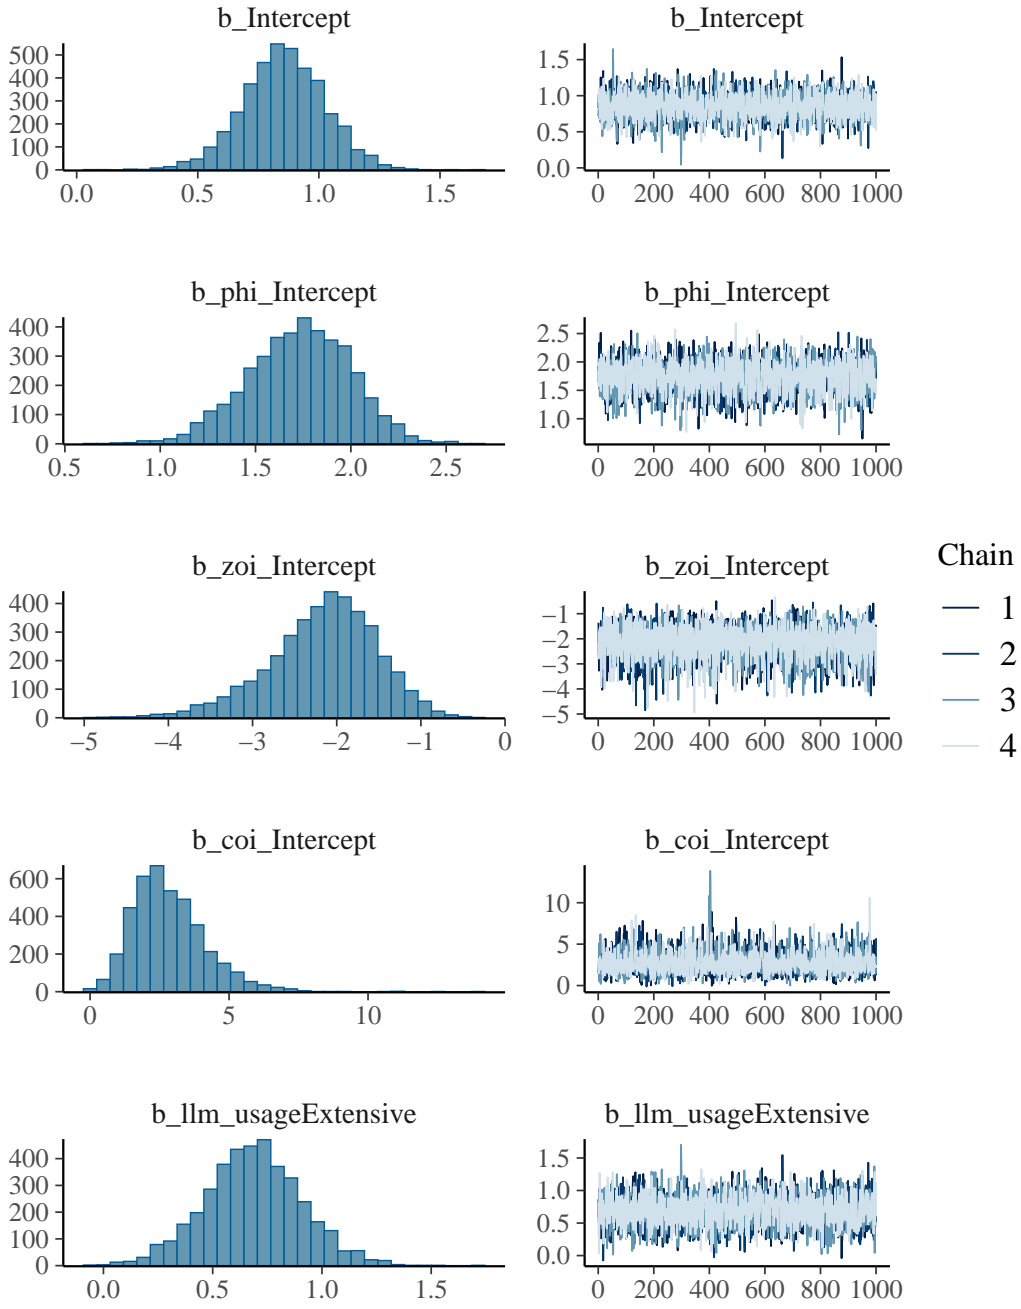 b_Intercept
500
400
300
200
100
0
0.0 0.5 1.0 1.5
b_Intercept
1.5
1.0
0.5
0.0
0 200 400 600 800 1000
b_phi_Intercept
400
300
200
100
0
0.5 1.0 1.5 2.0 2.5
b_phi_Intercept
2.5
2.0
1.5
1.0
0 200 400 600 800 1000
b_zoi_Intercept
400
300
200
100
0
−5 −4 −3 −2 −1 0
b_zoi_Intercept
−1
−2
−3
−4
−5
0 200 400 600 800 1000
b_coi_Intercept
600
400
200
0
0 5 10
b_coi_Intercept
10
5
0
0 200 400 600 800 1000
b_llm_usageExtensive
400
300
200
100
0
0.0 0.5 1.0 1.5
b_llm_usageExtensive
1.5
1.0
0.5
0.0
0 200 400 600 800 1000
Chain
1
2
3
4